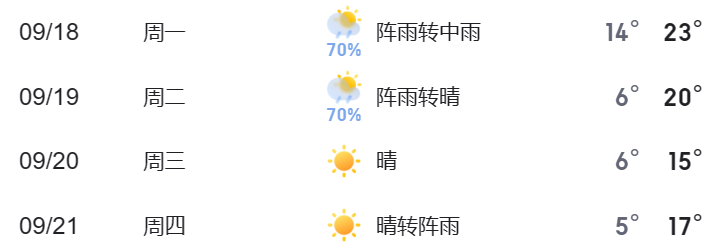 09/18 周一 阵雨转中雨 14° 23°
70%
09/19 周二 阵雨转晴 6° 20°
70%
09/20 周三 晴 6° 15°
09/21 周四 晴转阵雨 5° 17°